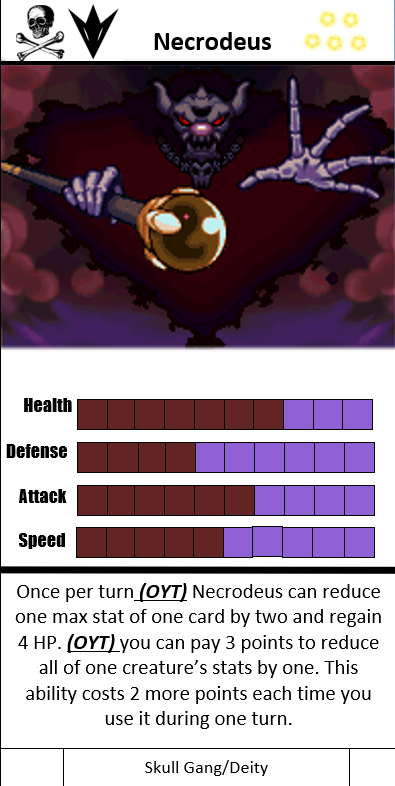 Necrodeus
Health
Defense
Attack
Speed
Once per turn (OYT) Necrodeus can reduce
one max stat of one card by two and regain
4 HP. (OYT) you can pay 3 points to reduce
all of one creature's stats by one. This
ability costs 2 more points each time you
use it during one turn.
Skull Gang/Deity